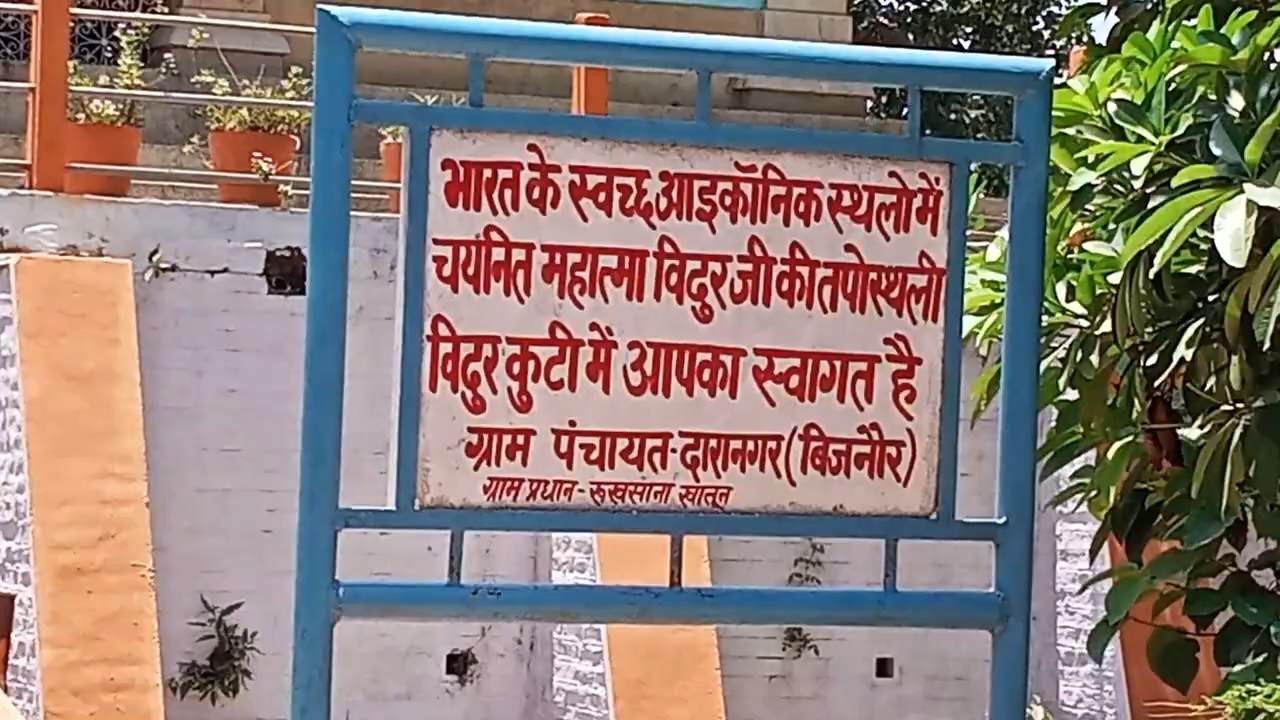 भारत के स्वच्छ आइकॉनिक स्थलो में
चयनित महात्मा विदुर जी की तपोस्थली
विदुर कुटी में आपका स्वागत है
ग्राम पंचायत-दारानगर (बिजनौर)
ग्राम प्रधान- रूखसाना खातून